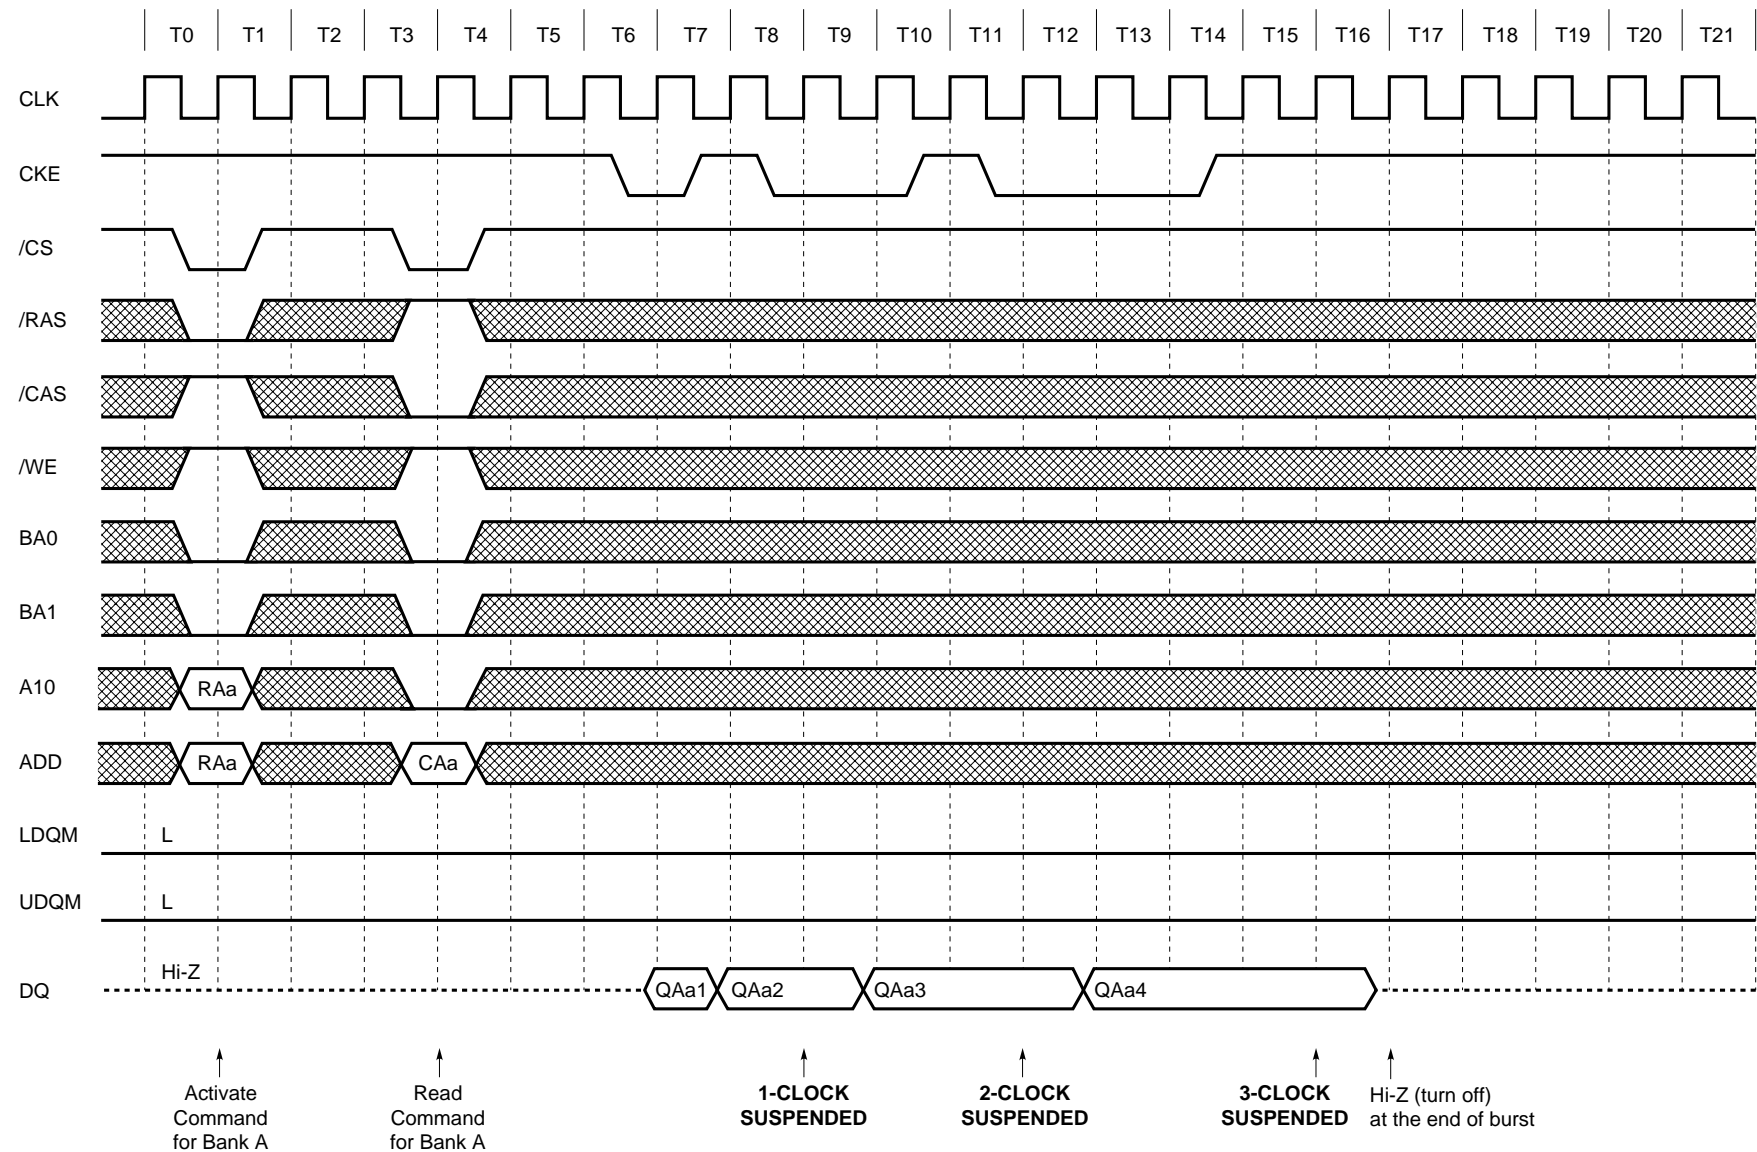 T0 T1 T2 T3 T4 T5 T6 T7 T8 T9 T10 T11 T12 T13 T14 T15 T16 T17 T18 T19 T20 T21
CLK
CKE
/CS
/RAS
/CAS
/WE
BA0
BA1
A10 RAa
ADD RAa CAa
LDQM L
UDQM L
DQ Hi-Z QAa1 QAa2 QAa3 QAa4
Activate
Command
for Bank A
Read
Command
for Bank A
1-CLOCK
SUSPENDED
2-CLOCK
SUSPENDED
3-CLOCK
SUSPENDED
Hi-Z (turn off)
at the end of burst